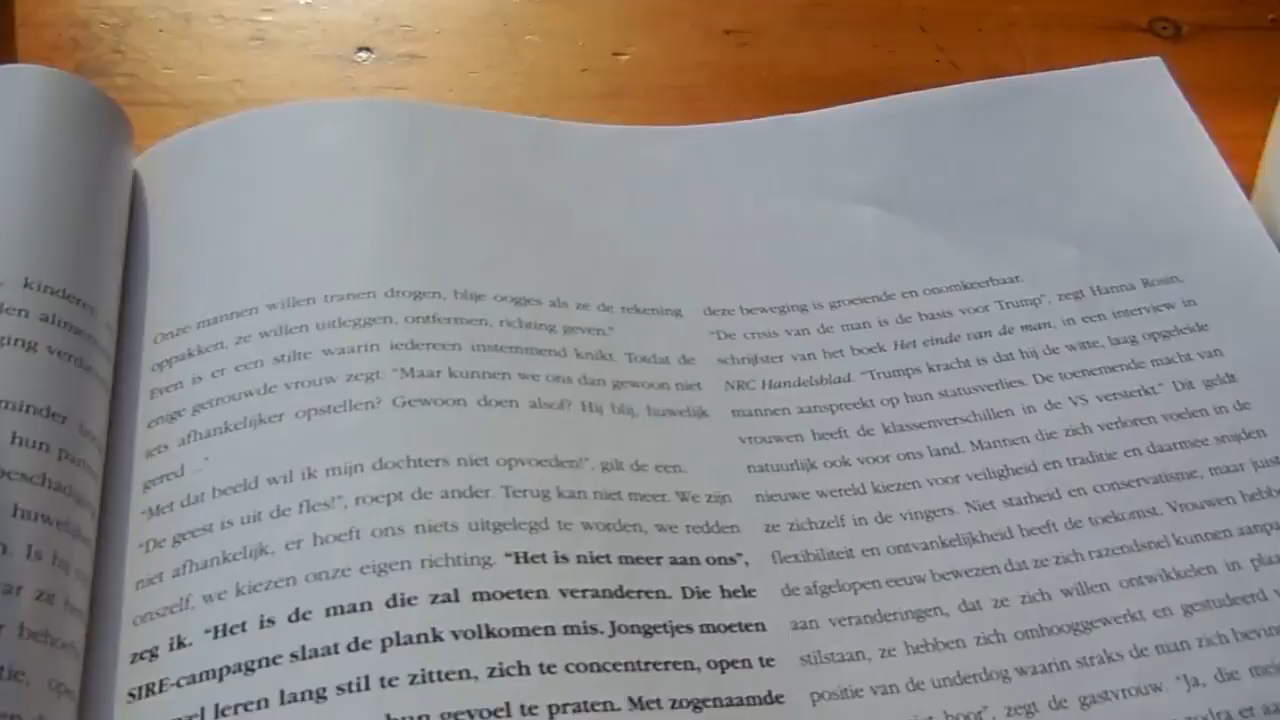 kinderen
minder
hun
huwelijk
Onze mannen willen tranen drogen, blije oogjes als ze de rekening
oppakken, ze willen uitleggen, ontfermen, richting geven."
Even is er een stilte waarin iedereen instemmend knikt. Totdat de
enige getrouwde vrouw zegt: "Maar kunnen we ons dan gewoon niet
iets afhankelijker opstellen? Gewoon doen alsof? Hij blij, huwelijk
gered ..."
"Met dat beeld wil ik mijn dochters niet opvoeden!", gilt de een.
"De geest is uit de fles!", roept de ander. Terug kan niet meer. We zijn
niet afhankelijk, er hoeft ons niets uitgelegd te worden, we redden
onszelf, we kiezen onze eigen richting. "Het is niet meer aan ons",
zeg ik. "Het is de man die zal moeten veranderen. Die hele
SIRE-campagne slaat de plank volkomen mis. Jongetjes moeten
leren lang stil te zitten, zich te concentreren, open te
hun gevoel te praten. Met zogenaamde
deze beweging is groeiende en onomkeerbaar.
"De crisis van de man is de basis voor Trump", zegt Hanna Rosin,
schrijfster van het boek Het einde van de man, in een interview in
NRC Handelsblad. "Trumps kracht is dat hij de witte, laag opgeleide
mannen aanspreekt op hun statusverlies. De toenemende macht van
vrouwen heeft de klassenverschillen in de VS versterkt." Dit geldt
natuurlijk ook voor ons land. Mannen die zich verloren voelen in de
nieuwe wereld kiezen voor veiligheid en traditie en daarmee snijden
ze zichzelf in de vingers. Niet starheid en conservatisme, maar juist
flexibiliteit en ontvankelijkheid heeft de toekomst. Vrouwen hebb
de afgelopen eeuw bewezen dat ze zich razendsnel kunnen aanpa
aan veranderingen, dat ze zich willen ontwikkelen in plaa
stilstaan, ze hebben zich omhooggewerkt en gestudeerd
positie van de underdog waarin straks de man zich bevin
hoor", zegt de gastvrouw. "Ja, die